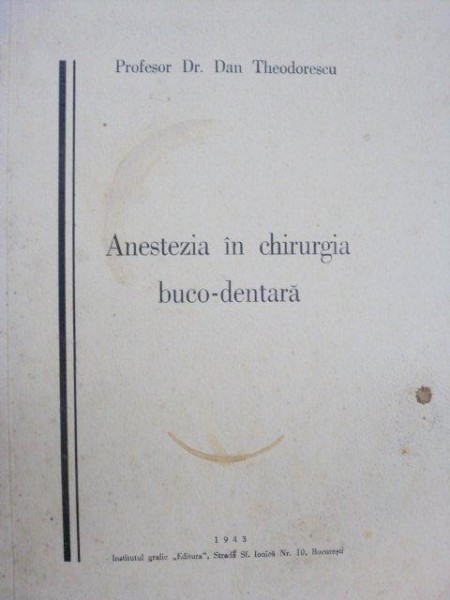 Profesor Dr. Dan Theodorescu
Anestezia în chirurgia
buco-dentară
1943
Institutul grafic „Editura", Strada Sf. Ionică Nr. 10, București